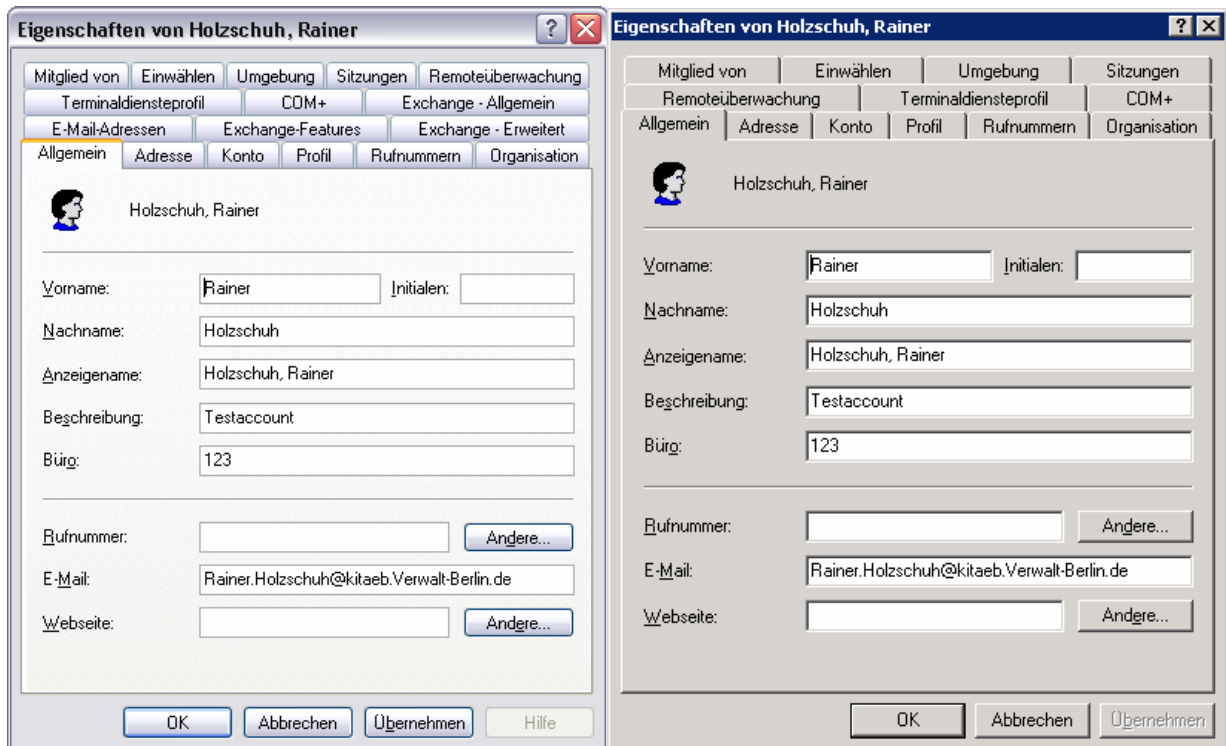 Eigenschaften von Holzschuh, Rainer
Mitglied von Einwählen Umgebung Sitzungen Remoteüberwachung
Terminaldiensteprofil COM+ Exchange - Allgemein
E-Mail-Adressen Exchange-Features Exchange - Erweitert
Allgemein Adresse Konto Profil Rufnummern Organisation
Holzschuh, Rainer
Vorname: Rainer Initialen:
Nachname: Holzschuh
Anzeigename: Holzschuh, Rainer
Beschreibung: Testaccount
Büro: 123
Rufnummer: Andere...
E-Mail: Rainer.Holzschuh@kitaeb.Verwalt-Berlin.de
Webseite: Andere...
OK Abbrechen Übernehmen Hilfe
Eigenschaften von Holzschuh, Rainer
Mitglied von Einwählen Umgebung Sitzungen
Remoteüberwachung Terminaldiensteprofil COM+
Allgemein Adresse Konto Profil Rufnummern Organisation
Holzschuh, Rainer
Vorname: Rainer Initialen:
Nachname: Holzschuh
Anzeigename: Holzschuh, Rainer
Beschreibung: Testaccount
Büro: 123
Rufnummer: Andere...
E-Mail: Rainer.Holzschuh@kitaeb.Verwalt-Berlin.de
Webseite: Andere...
OK Abbrechen Übernehmen